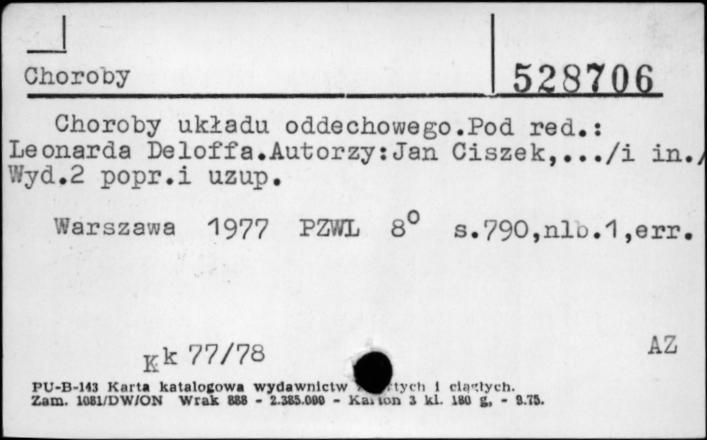 Choroby 528706
Choroby układu oddechowego.Pod red.:
Leonarda Deloffa.Autorzy:Jan Ciszek,.../i in./
Wyd.2 popr.i uzup.
Warszawa 1977 PZWL 8° s.790,nlb.1,err.
Kk 77/78 AZ
PU-B-143 Karta katalogowa wydawnictw i ciągłych.
Zam. 1081/DW/ON Wrak 888 - 2.385.000 - Karton 3 kl. 180 g. - 9.75.